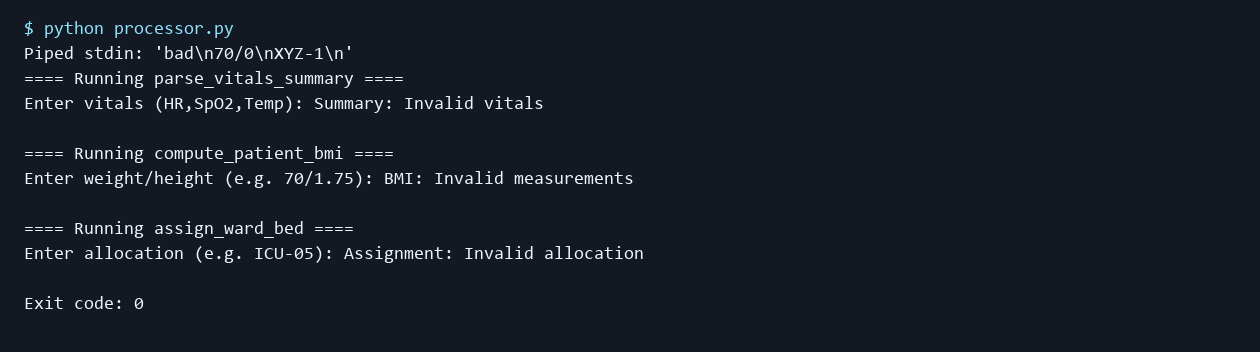 $ python processor.py
Piped stdin: 'bad\n70/0\nXYZ-1\n'
==== Running parse_vitals_summary ====
Enter vitals (HR,SpO2,Temp): Summary: Invalid vitals
==== Running compute_patient_bmi ====
Enter weight/height (e.g. 70/1.75): BMI: Invalid measurements
==== Running assign_ward_bed ====
Enter allocation (e.g. ICU-05): Assignment: Invalid allocation
Exit code: 0